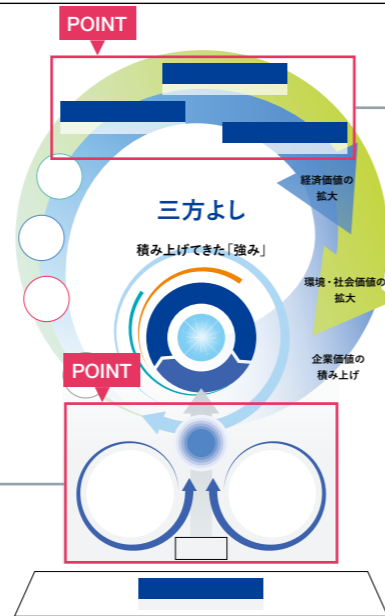 POINT
経済価値の
拡大
三方よし
積み上げてきた「強み」
環境・社会価値の
拡大
企業価値の
積み上げ
POINT